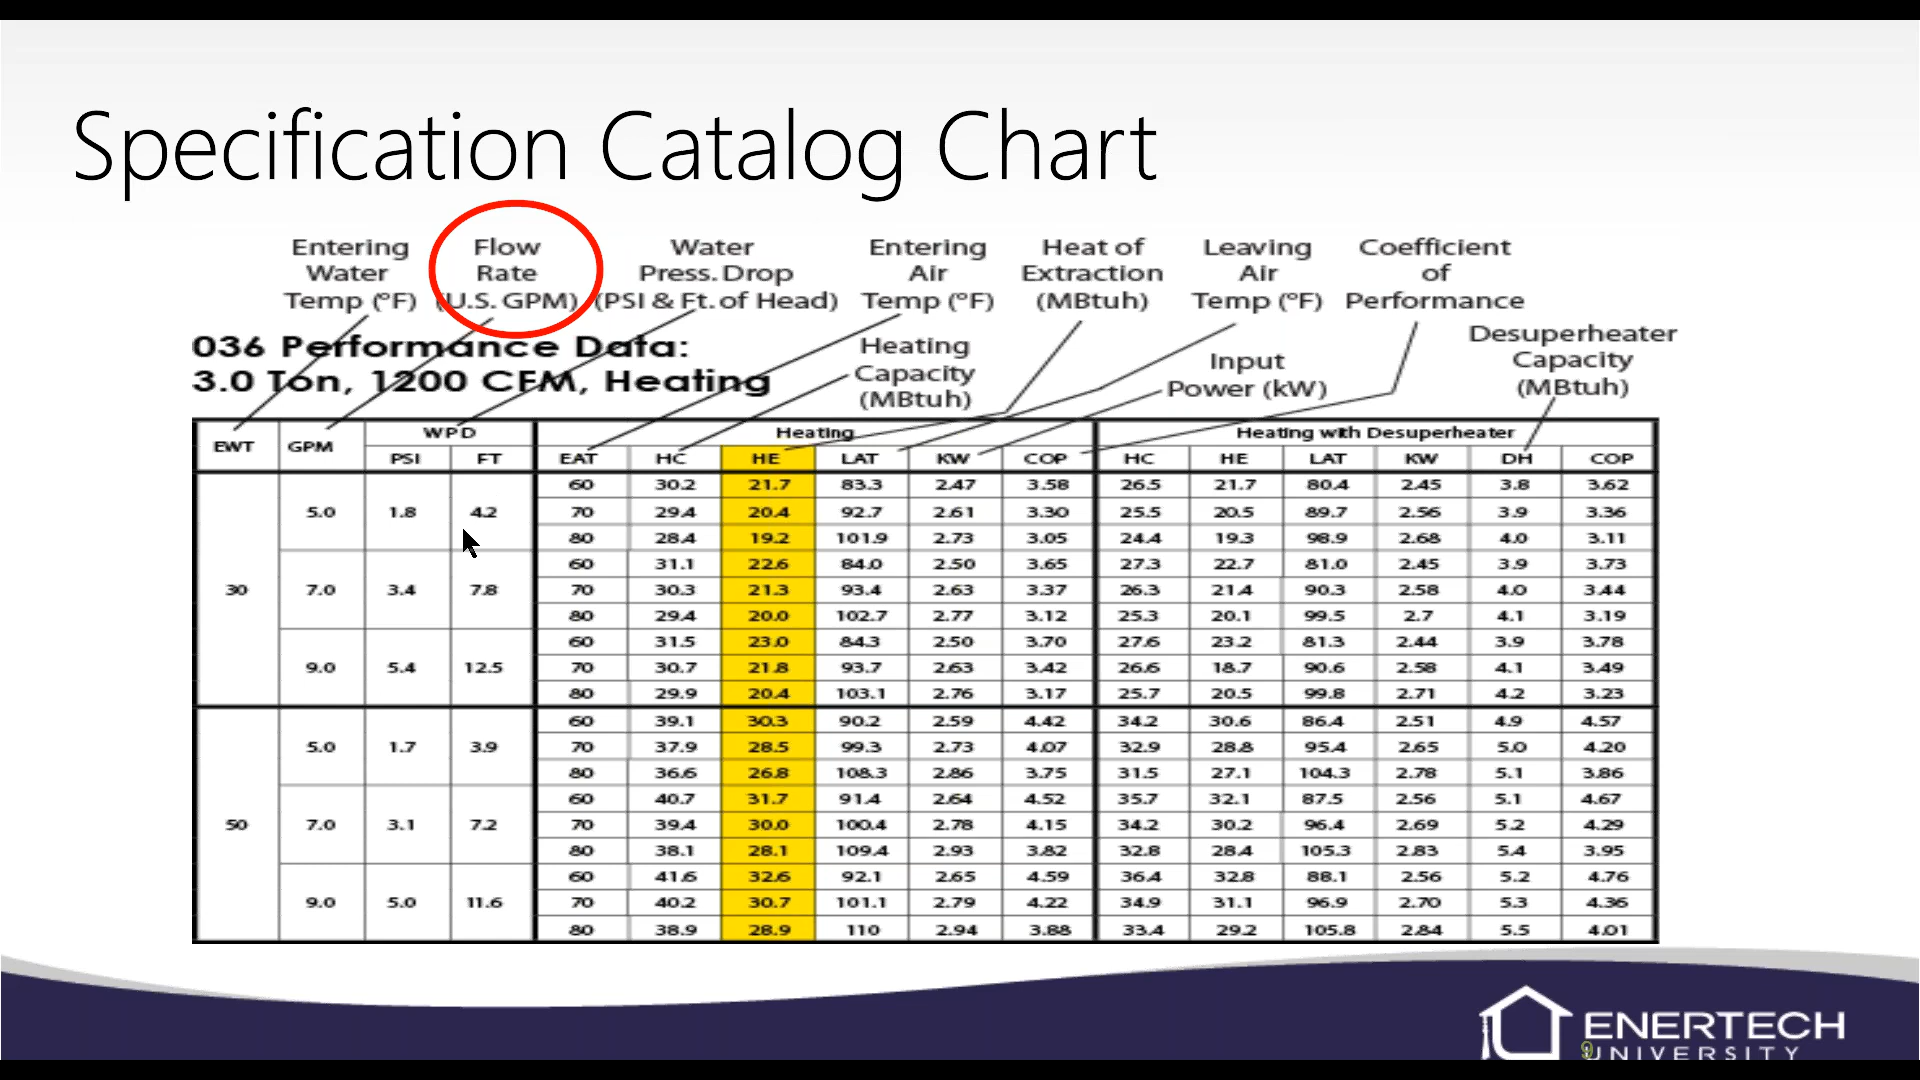 Specification Catalog Chart
Entering Water Temp (°F)
Flow Rate (U.S. GPM)
Water Press. Drop (PSI & Ft. of Head)
Entering Air Temp (°F)
Heat of Extraction (MBtuh)
Leaving Air Temp (°F)
Coefficient of Performance
036 Performance Data:
3.0 Ton, 1200 CFM, Heating
Heating Capacity (MBtuh)
Input Power (kW)
Desuperheater Capacity (MBtuh)
EWT GPM WPD Heating Heating with Desuperheater
PSI FT EAT HC HE LAT KW COP HC HE LAT KW DH COP
30 5.0 1.8 4.2 60 30.2 21.7 83.3 2.47 3.58 26.5 21.7 80.4 2.45 3.8 3.62
70 29.4 20.4 92.7 2.61 3.30 25.5 20.5 89.7 2.56 3.9 3.36
80 28.4 19.2 101.9 2.73 3.05 24.4 19.3 98.9 2.68 4.0 3.11
7.0 3.4 7.8 60 31.1 22.6 84.0 2.50 3.65 27.3 22.7 81.0 2.45 3.9 3.73
70 30.3 21.3 93.4 2.63 3.37 26.3 21.4 90.3 2.58 4.0 3.44
80 29.4 20.0 102.7 2.77 3.12 25.3 20.1 99.5 2.7 4.1 3.19
9.0 5.4 12.5 60 31.5 23.0 84.3 2.50 3.70 27.6 23.2 81.3 2.44 3.9 3.78
70 30.7 21.8 93.7 2.63 3.42 26.6 18.7 90.6 2.58 4.1 3.49
80 29.9 20.4 103.1 2.76 3.17 25.7 20.5 99.8 2.71 4.2 3.23
50 5.0 1.7 3.9 60 39.1 30.3 90.2 2.59 4.42 34.2 30.6 86.4 2.51 4.9 4.57
70 37.9 28.5 99.3 2.73 4.07 32.9 28.8 95.4 2.65 5.0 4.20
80 36.6 26.8 108.3 2.86 3.75 31.5 27.1 104.3 2.78 5.1 3.86
7.0 3.1 7.2 60 40.7 31.7 91.4 2.64 4.52 35.7 32.1 87.5 2.56 5.1 4.67
70 39.4 30.0 100.4 2.78 4.15 34.2 30.2 96.4 2.69 5.2 4.29
80 38.1 28.1 109.4 2.93 3.82 32.8 28.4 105.3 2.83 5.4 3.95
9.0 5.0 11.6 60 41.6 32.6 92.1 2.65 4.59 36.4 32.8 88.1 2.56 5.2 4.76
70 40.2 30.7 101.1 2.79 4.22 34.9 31.1 96.9 2.70 5.3 4.36
80 38.9 28.9 110 2.94 3.88 33.4 29.2 105.8 2.84 5.5 4.01
ENERTECH
UNIVERSITY
9